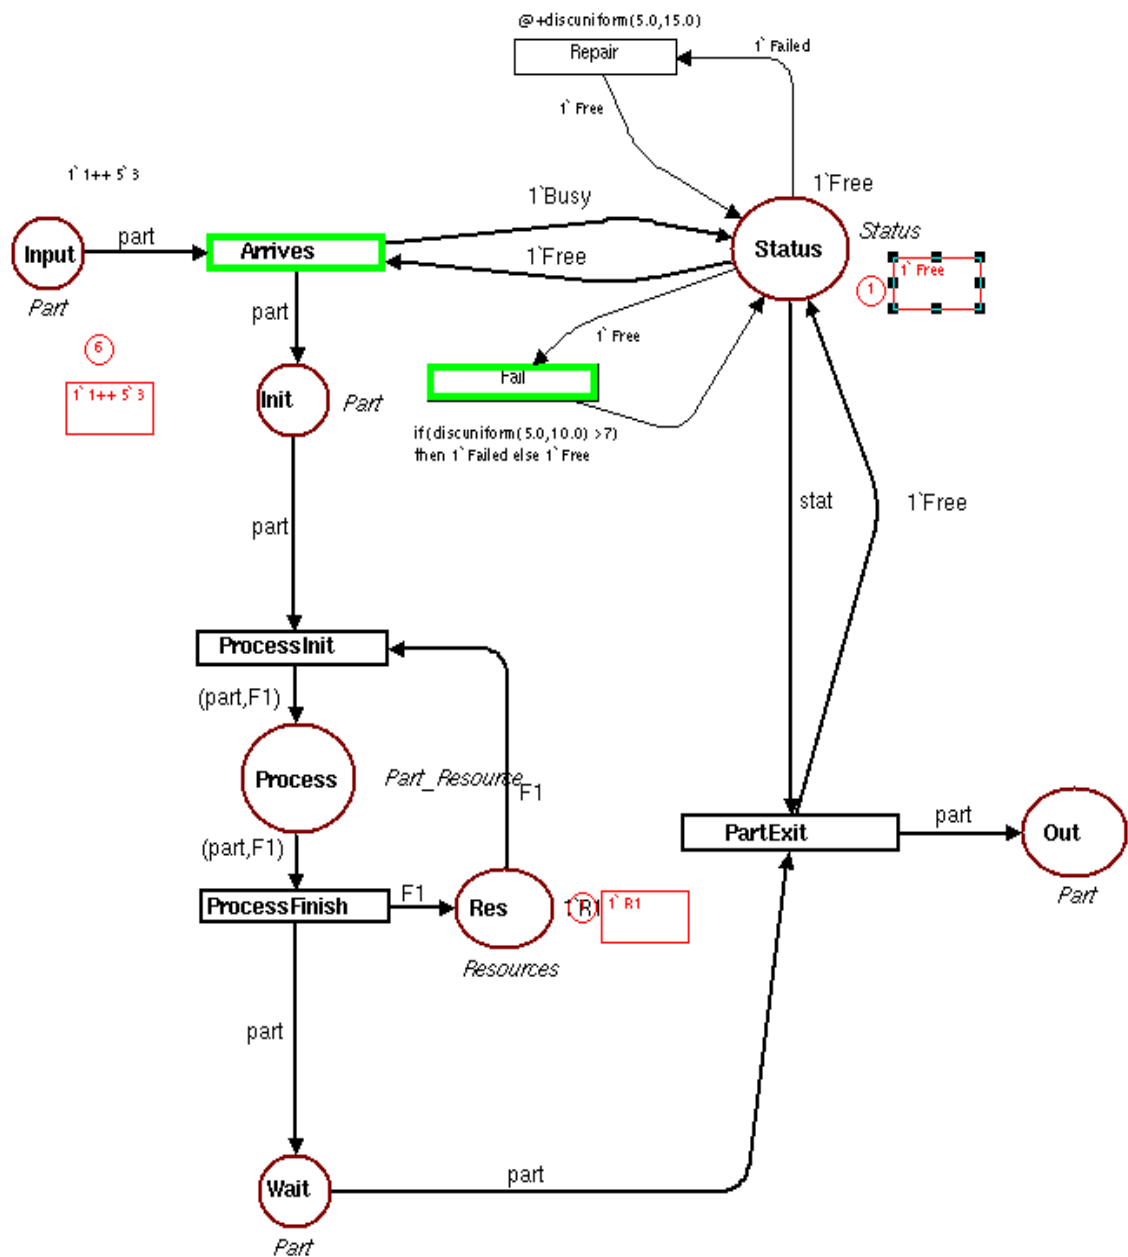 @+discuniform(5.0,15.0)
Repair
1`Failed
1`Free
1`1++ 5`3
1`Busy
1`Free
Input
part
Arrives
1`Free
Status
Status
1`Free
1
Part
part
1`Free
6
1`1++ 5`3
Init
Part
Fail
if(discuniform(5.0,10.0) >7)
then 1`Failed else 1`Free
part
stat
1`Free
ProcessInit
(part,F1)
Process
Part_Resource
F1
(part,F1)
PartExit
part
Out
Part
ProcessFinish
F1
Res
1`R1
1`R1
Resources
part
part
Wait
Part